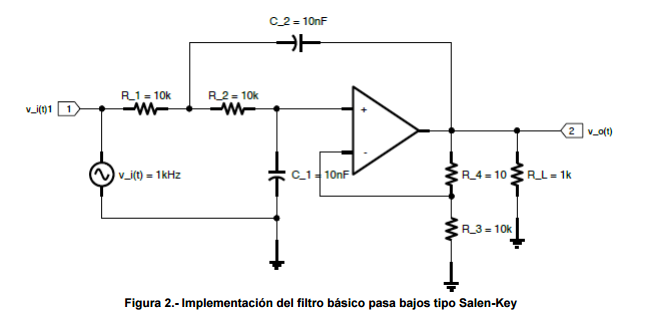 C_2 = 10nF
R_1 = 10k
R_2 = 10k
v_i(t)1
1
+
-
2
v_o(t)
v_i(t) = 1kHz
C_1 = 10nF
R_4 = 10
R_L = 1k
R_3 = 10k
Figura 2.- Implementación del filtro básico pasa bajos tipo Salen-Key